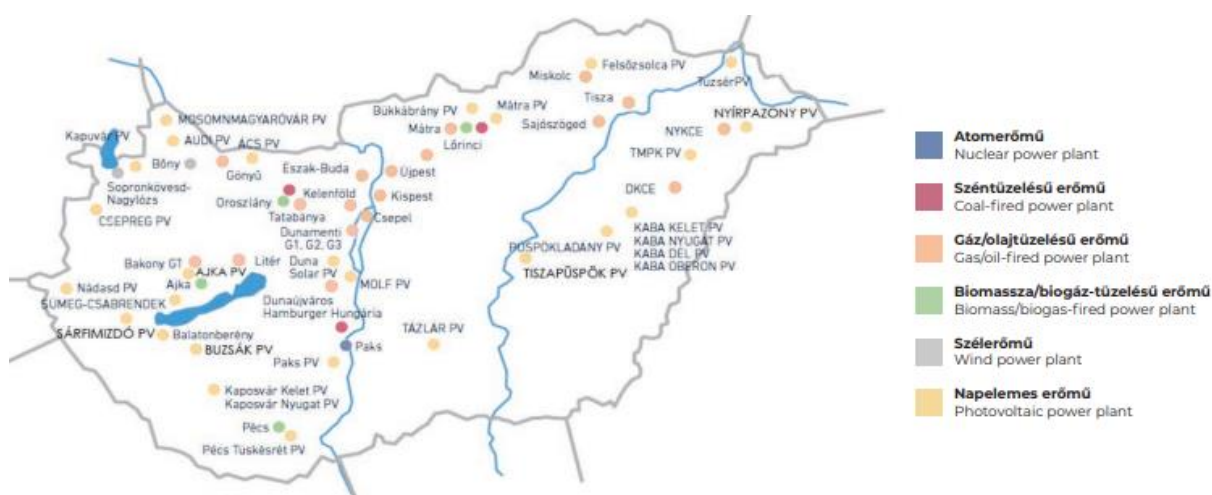 Felsőzsolca PV
Miskolc
TuzsérPV
Tisza
Bükkábrány PV
Mátra PV
NYÍRPAZONY PV
MOSOMNMAGYARÓVÁR PV
Mátra
Sajószöged
NYKCE
Kapuvár PV
AUDI PV
ÁCS PV
Lőrinci
TMPK PV
Bőny
Gönyű
Észak-Buda
Újpest
Sopronkövesd-
Nagylózs
Oroszlány
Kelenföld
Kispest
DKCE
Tatabánya
CSEPREG PV
Csepel
Dunamenti
G1, G2, G3
KABA KELET PV
KABA NYUGAT PV
KABA DÉL PV
KABA OBERON PV
PÜSPÖKLADÁNY PV
TISZAPÜSPÖK PV
Bakony GT
Litér
AJKA PV
Ajka
Duna
Solar PV
MOLF PV
Nádasd PV
SÜMEG-CSABRENDEK
Dunaújváros
Hamburger Hungária
SÁRFIMIZDÓ PV
Balatonberény
BUZSÁK PV
Paks
TÁZLÁR PV
Paks PV
Kaposvár Kelet PV
Kaposvár Nyugat PV
Pécs
Pécs Tüskésrét PV
Atomerőmű
Nuclear power plant
Széntüzelésű erőmű
Coal-fired power plant
Gáz/olajtüzelésű erőmű
Gas/oil-fired power plant
Biomassza/biogáz-tüzelésű erőmű
Biomass/biogas-fired power plant
Szélerőmű
Wind power plant
Napelemes erőmű
Photovoltaic power plant